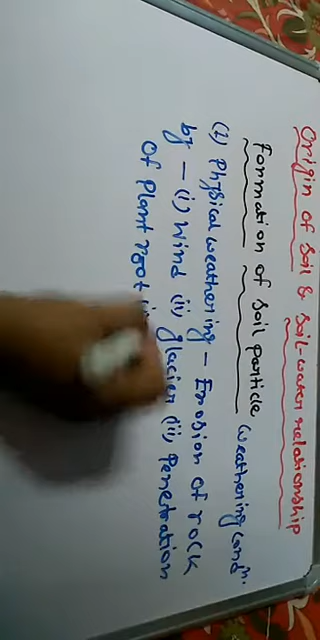 Origin of Soil & Soil-water relationship
Formation of soil particle weathering condn.
(1) Physical weathering - Erosion of rock
by - (i) Wind (ii) glacier (iii) Penetration
of Plant root